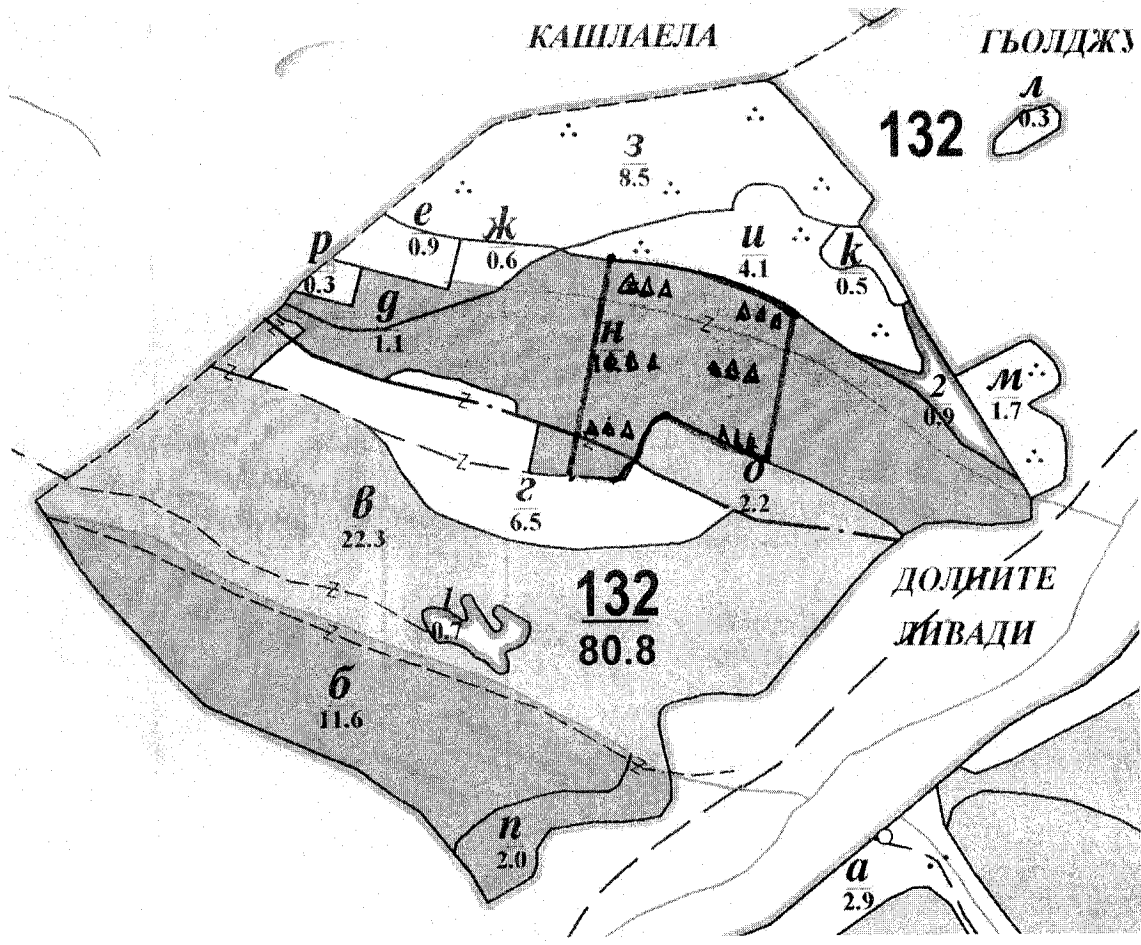 КАШЛАЕЛА
ГЬОЛДЖУ
л
0.3
132
з
8.5
е
0.9
ж
0.6
и
4.1
к
0.5
р
0.3
д
1.1
н
2
0.9
м
1.7
г
6.5
о
2.2
в
22.3
132
80.8
ДОЛНИТЕ
ЛИВАДИ
1
0.7
б
11.6
п
2.0
а
2.9